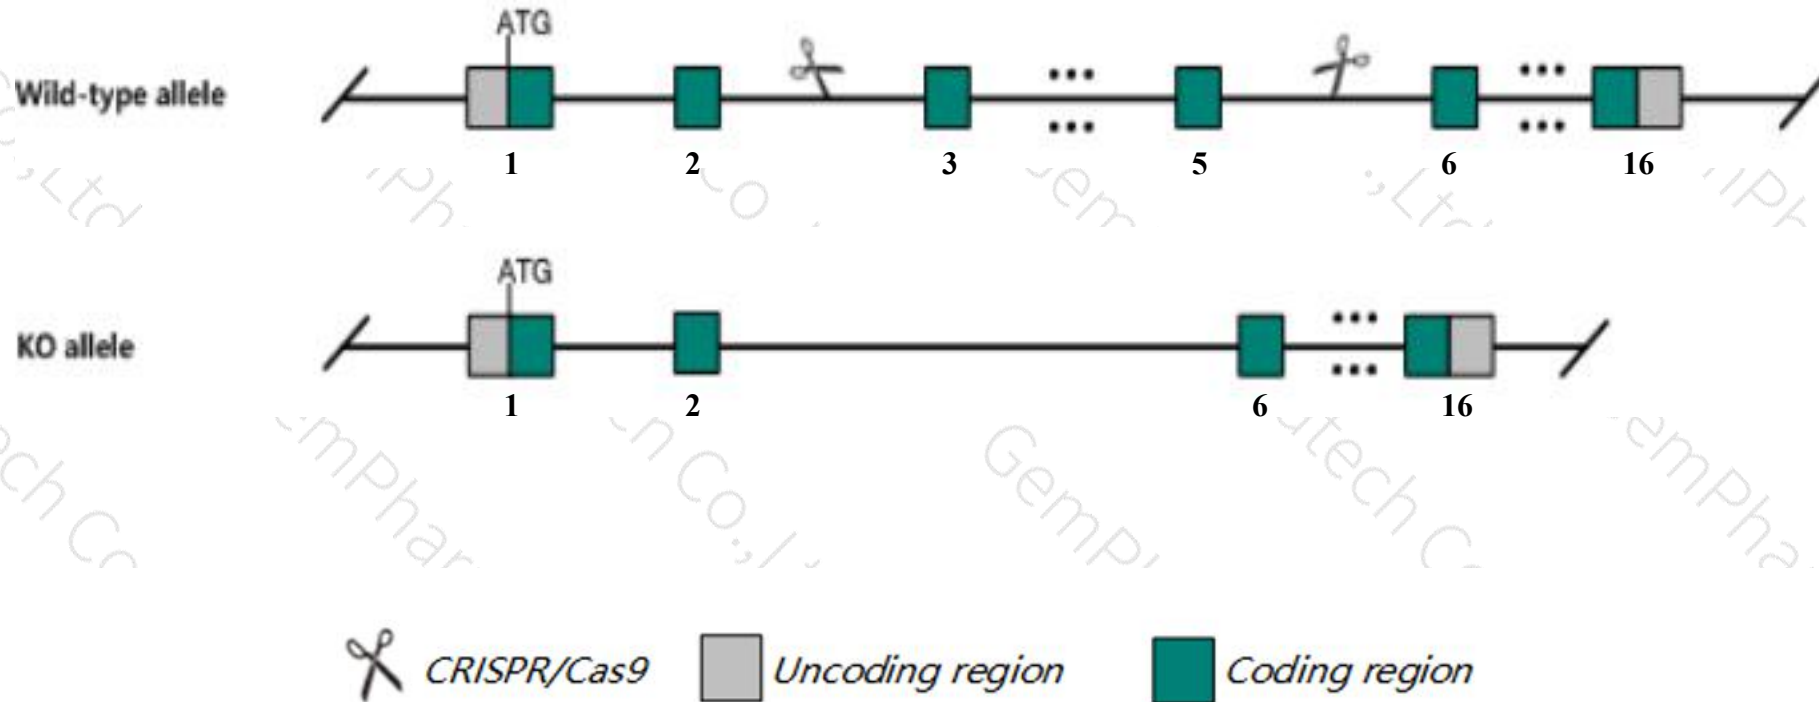 ATG
Wild-type allele
1 2 3 5 6 16
ATG
KO allele
1 2 6 16
CRISPR/Cas9 Uncoding region Coding region